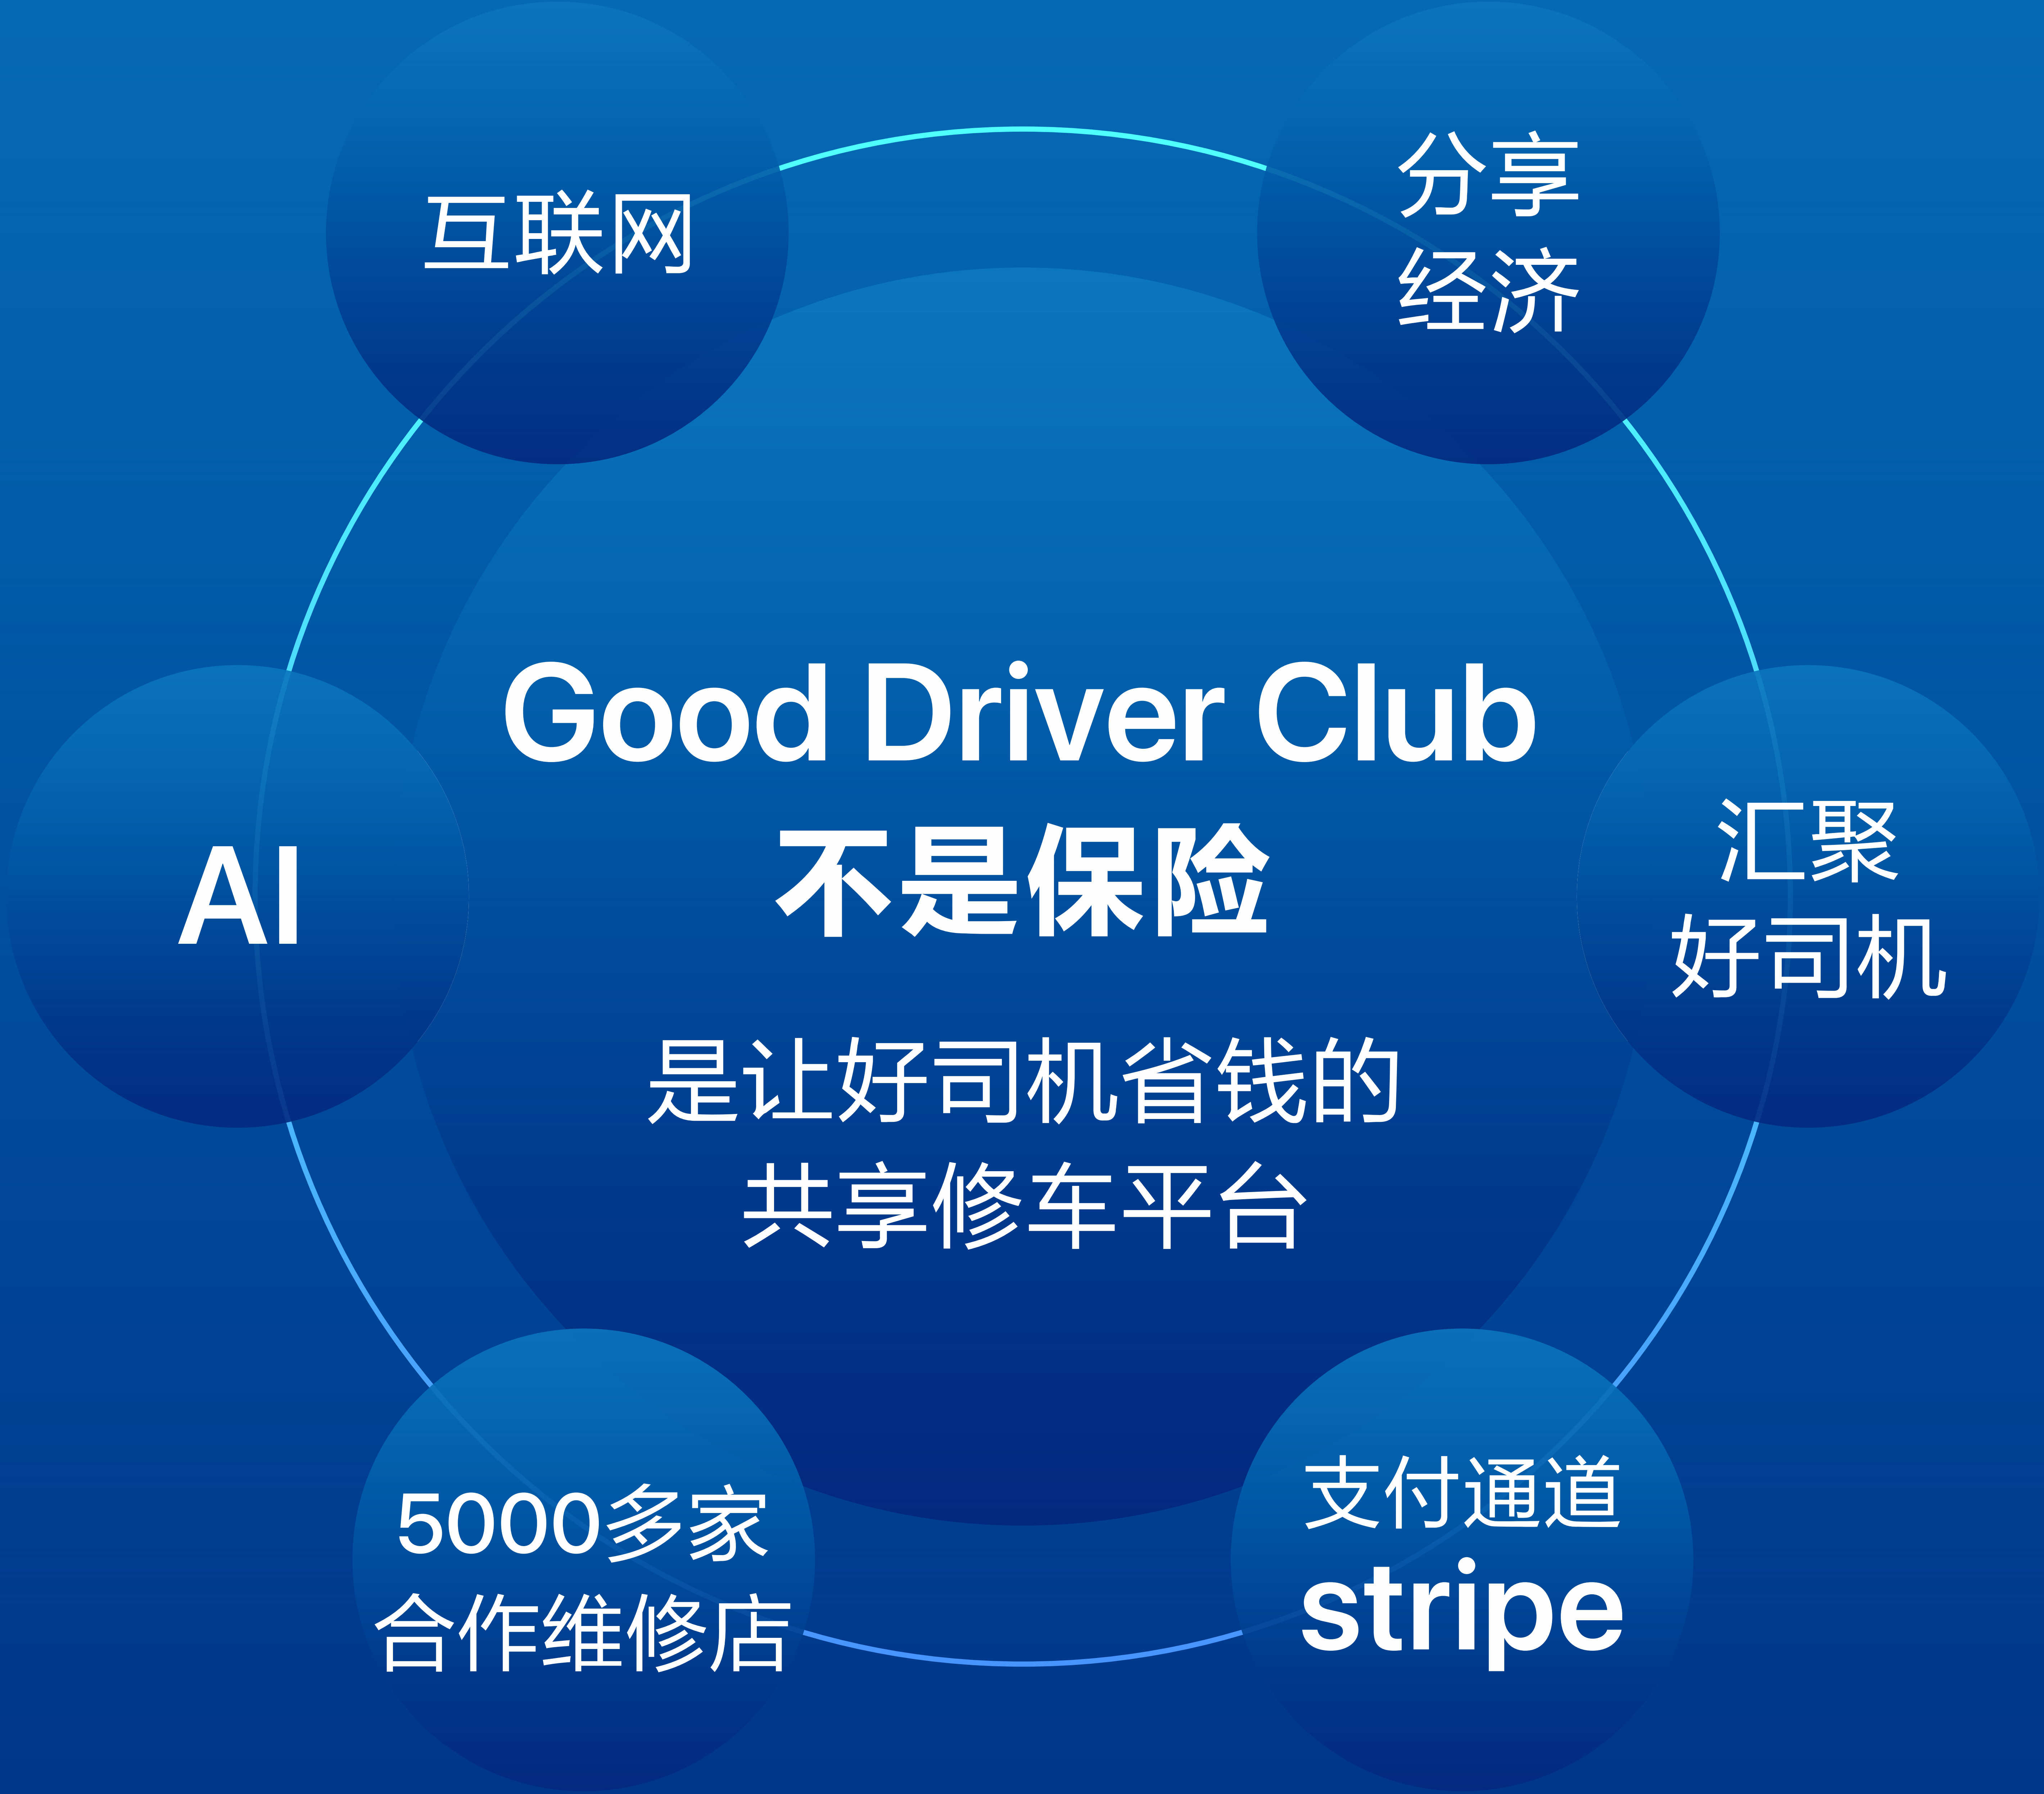 互联网
分享
经济
Good Driver Club
不是保险
是让好司机省钱的
共享修车平台
AI
汇聚
好司机
5000多家
合作维修店
支付通道
stripe